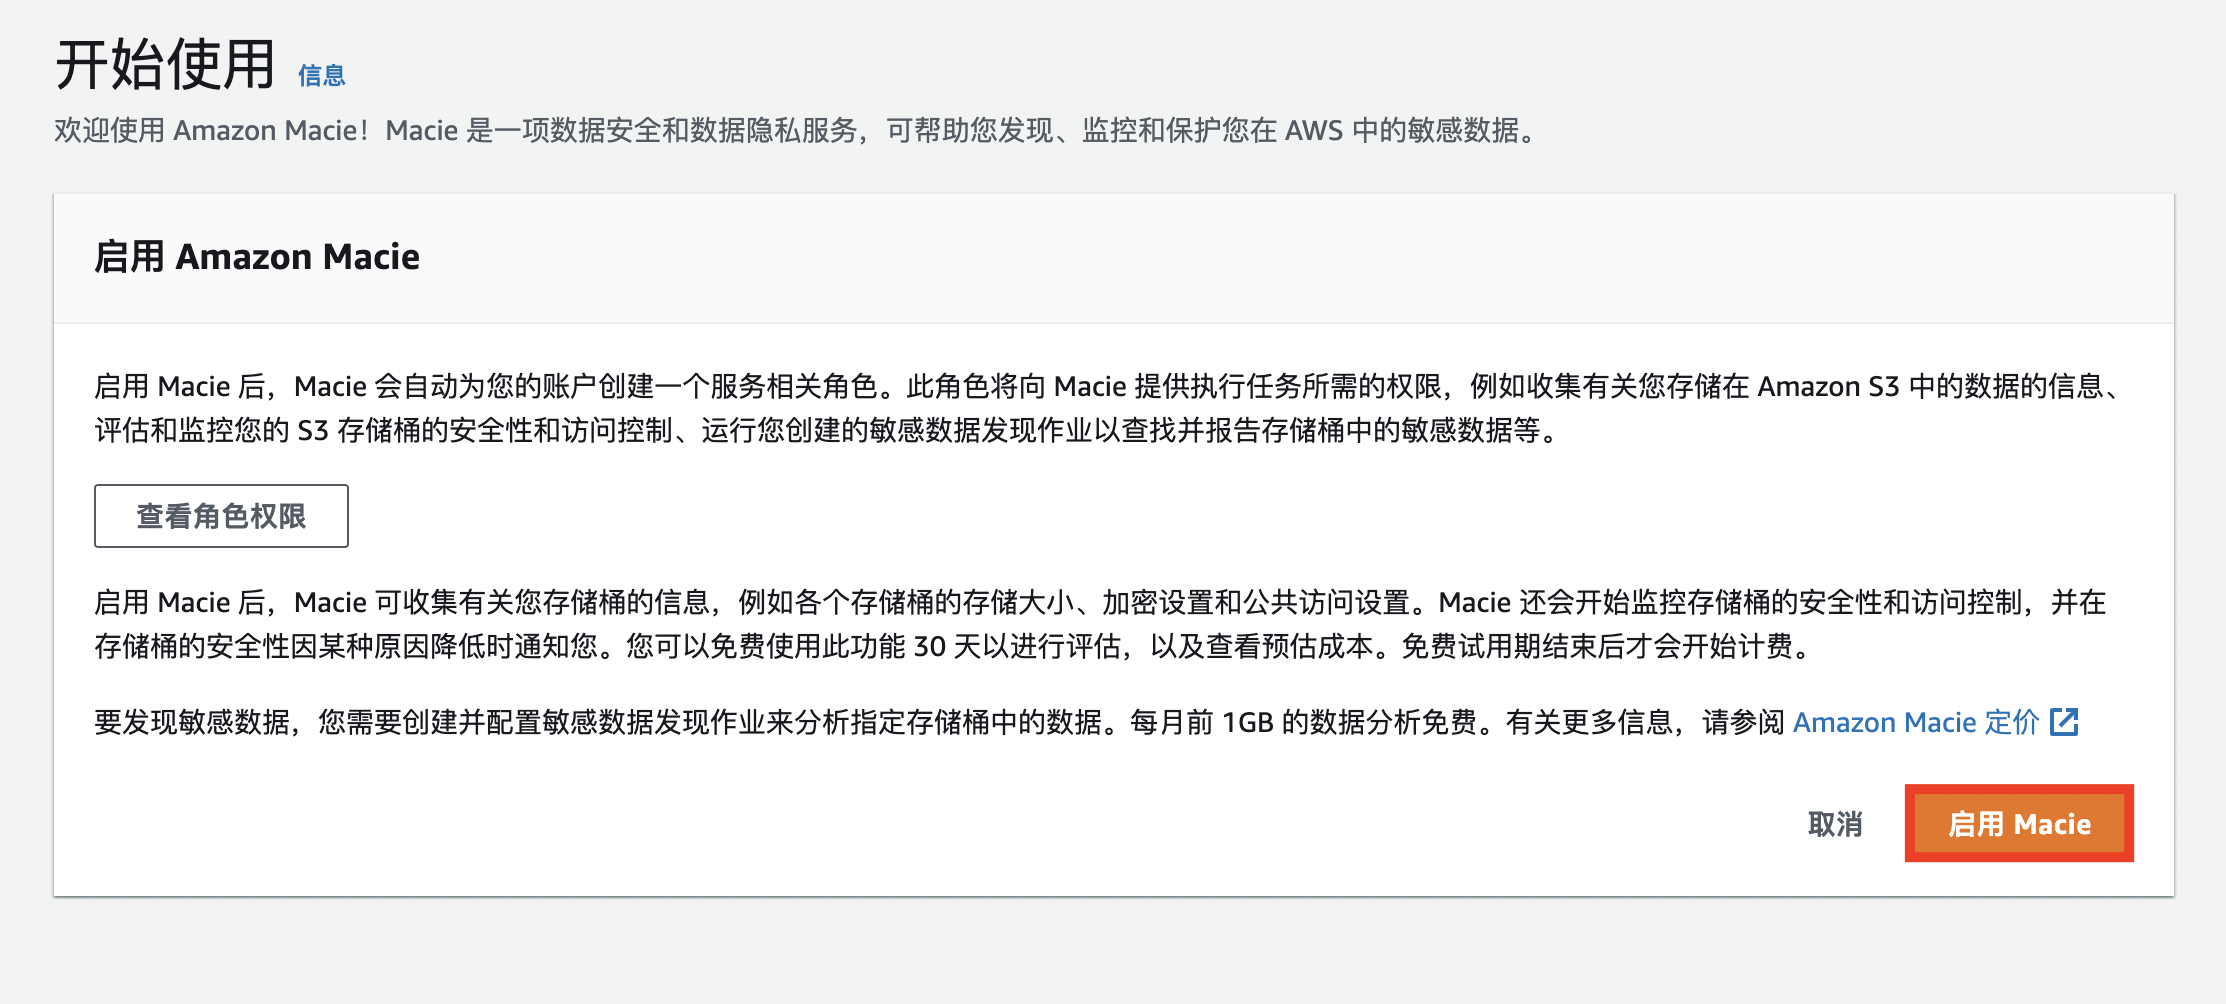 开始使用 信息
欢迎使用 Amazon Macie！Macie 是一项数据安全和数据隐私服务，可帮助您发现、监控和保护您在 AWS 中的敏感数据。
启用 Amazon Macie
启用 Macie 后，Macie 会自动为您的账户创建一个服务相关角色。此角色将向 Macie 提供执行任务所需的权限，例如收集有关您存储在 Amazon S3 中的数据的信息、
评估和监控您的 S3 存储桶的安全性和访问控制、运行您创建的敏感数据发现作业以查找并报告存储桶中的敏感数据等。
查看角色权限
启用 Macie 后，Macie 可收集有关您存储桶的信息，例如各个存储桶的存储大小、加密设置和公共访问设置。Macie 还会开始监控存储桶的安全性和访问控制，并在
存储桶的安全性因某种原因降低时通知您。您可以免费使用此功能 30 天以进行评估，以及查看预估成本。免费试用期结束后才会开始计费。
要发现敏感数据，您需要创建并配置敏感数据发现作业来分析指定存储桶中的数据。每月前 1GB 的数据分析免费。有关更多信息，请参阅 Amazon Macie 定价
取消 启用 Macie